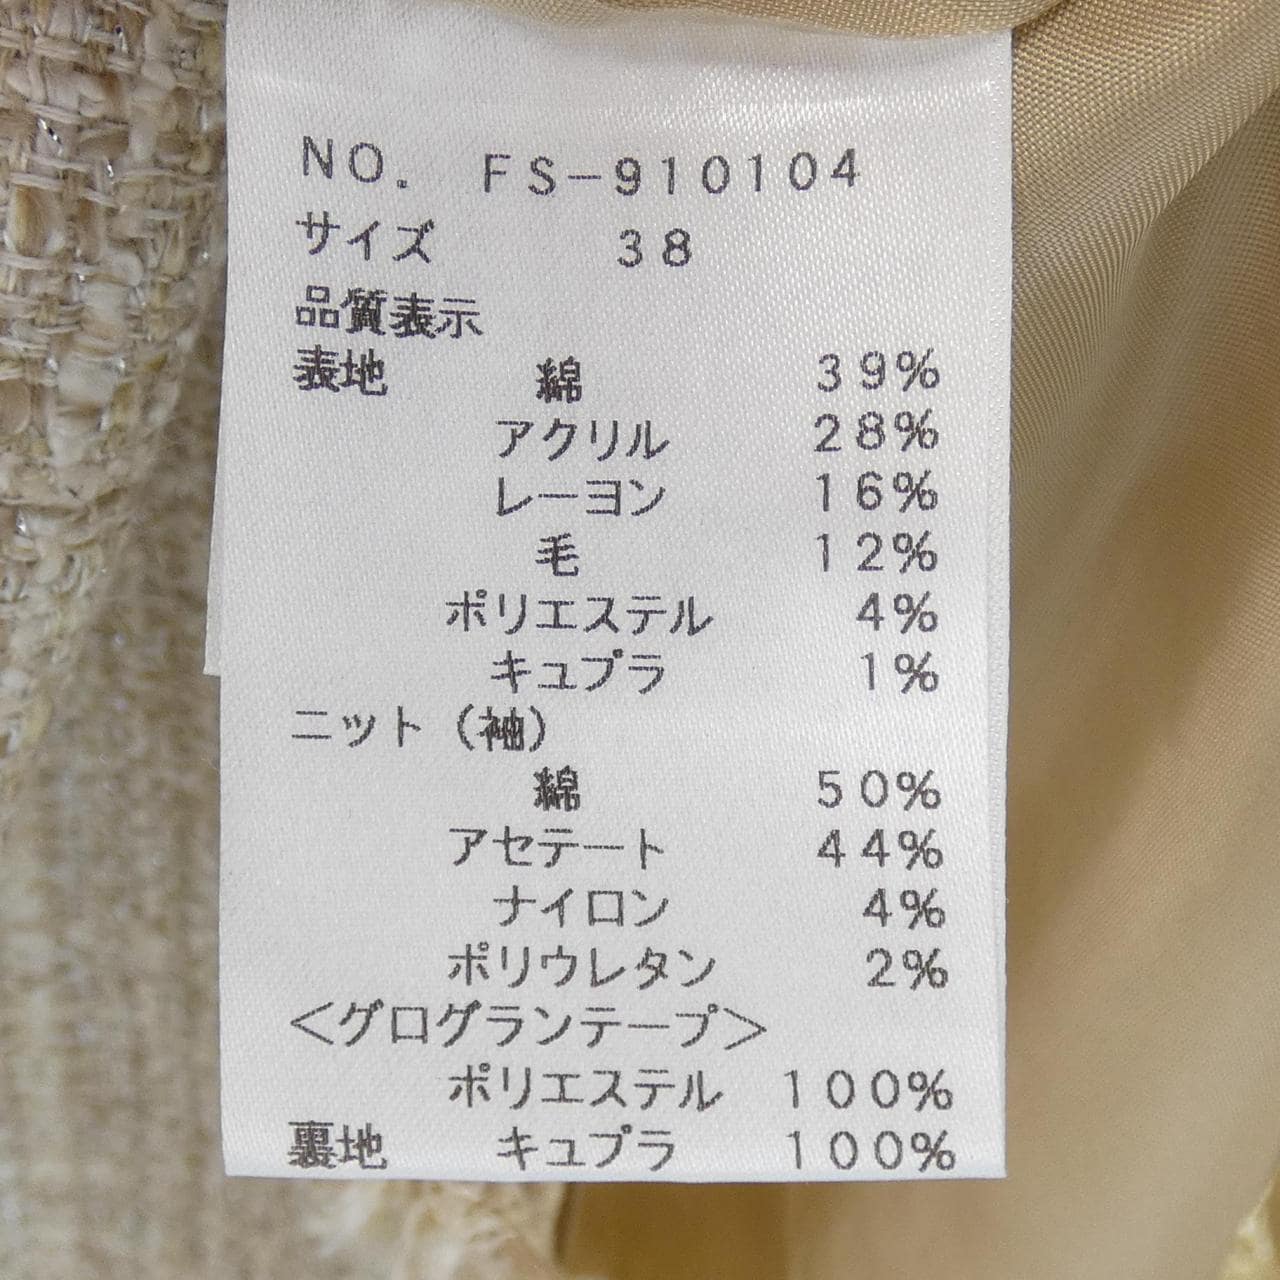 NO. FS-910104
サイズ 38
品質表示
表地 綿 39%
アクリル 28%
レーヨン 16%
毛 12%
ポリエステル 4%
キュプラ 1%
ニット(袖)
綿 50%
アセテート 44%
ナイロン 4%
ポリウレタン 2%
<グログランテープ>
ポリエステル 100%
裏地 キュプラ 100%